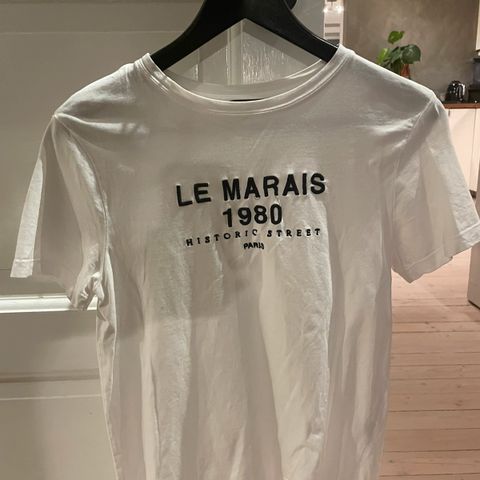 LE MARAIS
1980
HISTORIC STREET
PARIS